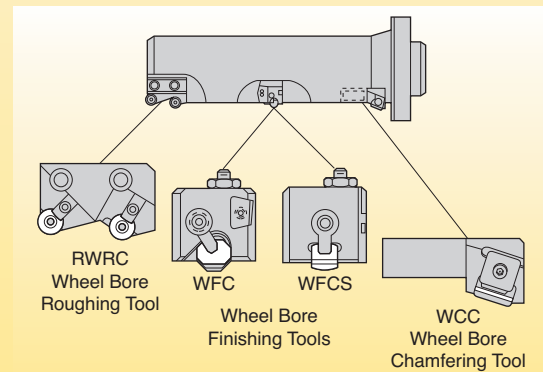 RWRC
Wheel Bore
Roughing Tool
WFC
WFCS
Wheel Bore
Finishing Tools
WCC
Wheel Bore
Chamfering Tool